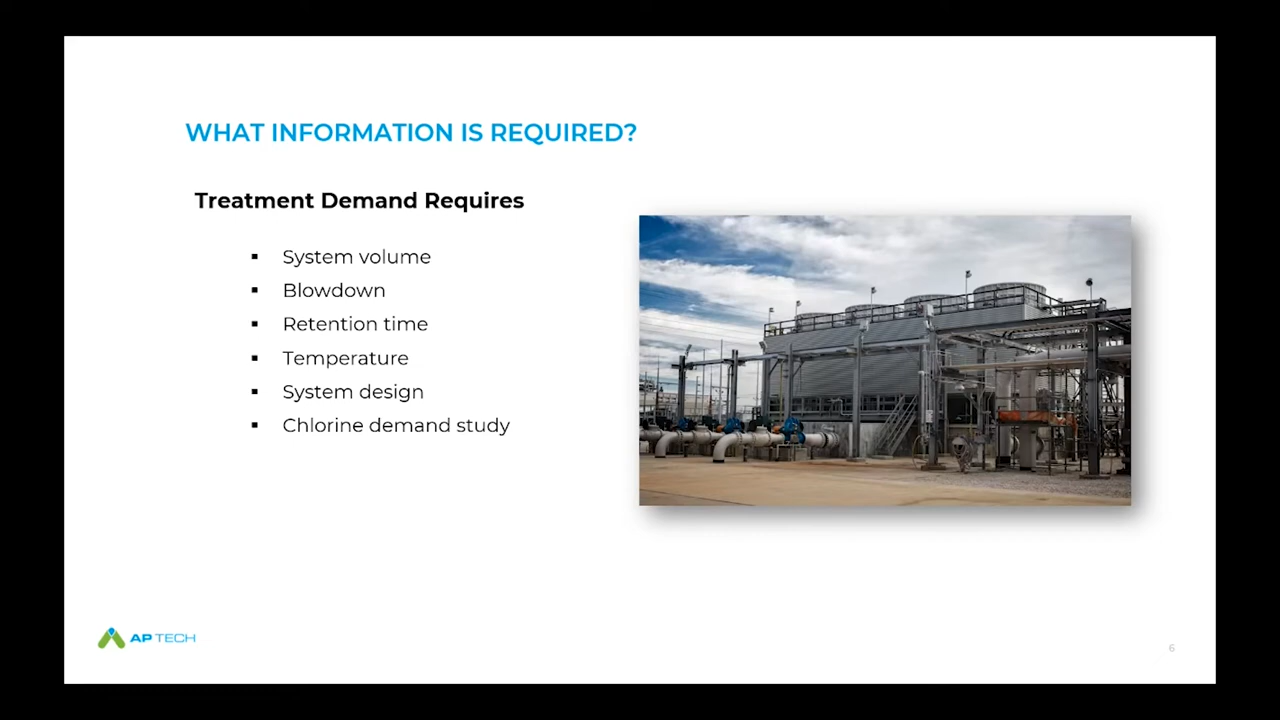 WHAT INFORMATION IS REQUIRED?
Treatment Demand Requires
▪ System volume
▪ Blowdown
▪ Retention time
▪ Temperature
▪ System design
▪ Chlorine demand study
AP TECH
6